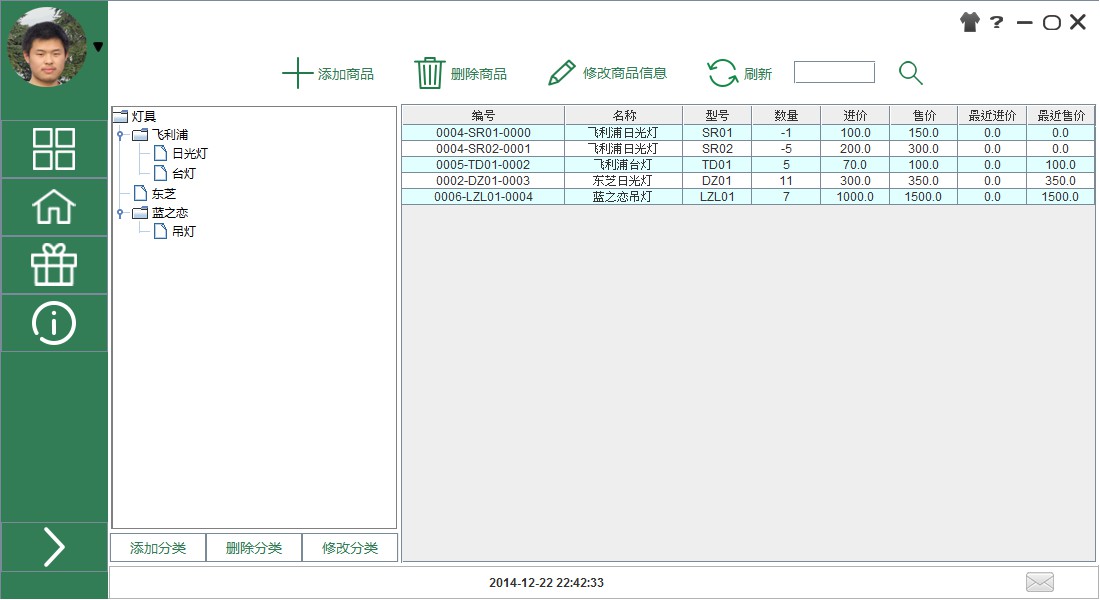 ?
添加商品 删除商品 修改商品信息 刷新
灯具
飞利浦
日光灯
台灯
东芝
蓝之恋
吊灯
添加分类 删除分类 修改分类
编号 名称 型号 数量 进价 售价 最近进价 最近售价
0004-SR01-0000 飞利浦日光灯 SR01 -1 100.0 150.0 0.0 0.0
0004-SR02-0001 飞利浦日光灯 SR02 -5 200.0 300.0 0.0 0.0
0005-TD01-0002 飞利浦台灯 TD01 5 70.0 100.0 0.0 100.0
0002-DZ01-0003 东芝日光灯 DZ01 11 300.0 350.0 0.0 350.0
0006-LZL01-0004 蓝之恋吊灯 LZL01 7 1000.0 1500.0 0.0 1500.0
2014-12-22 22:42:33